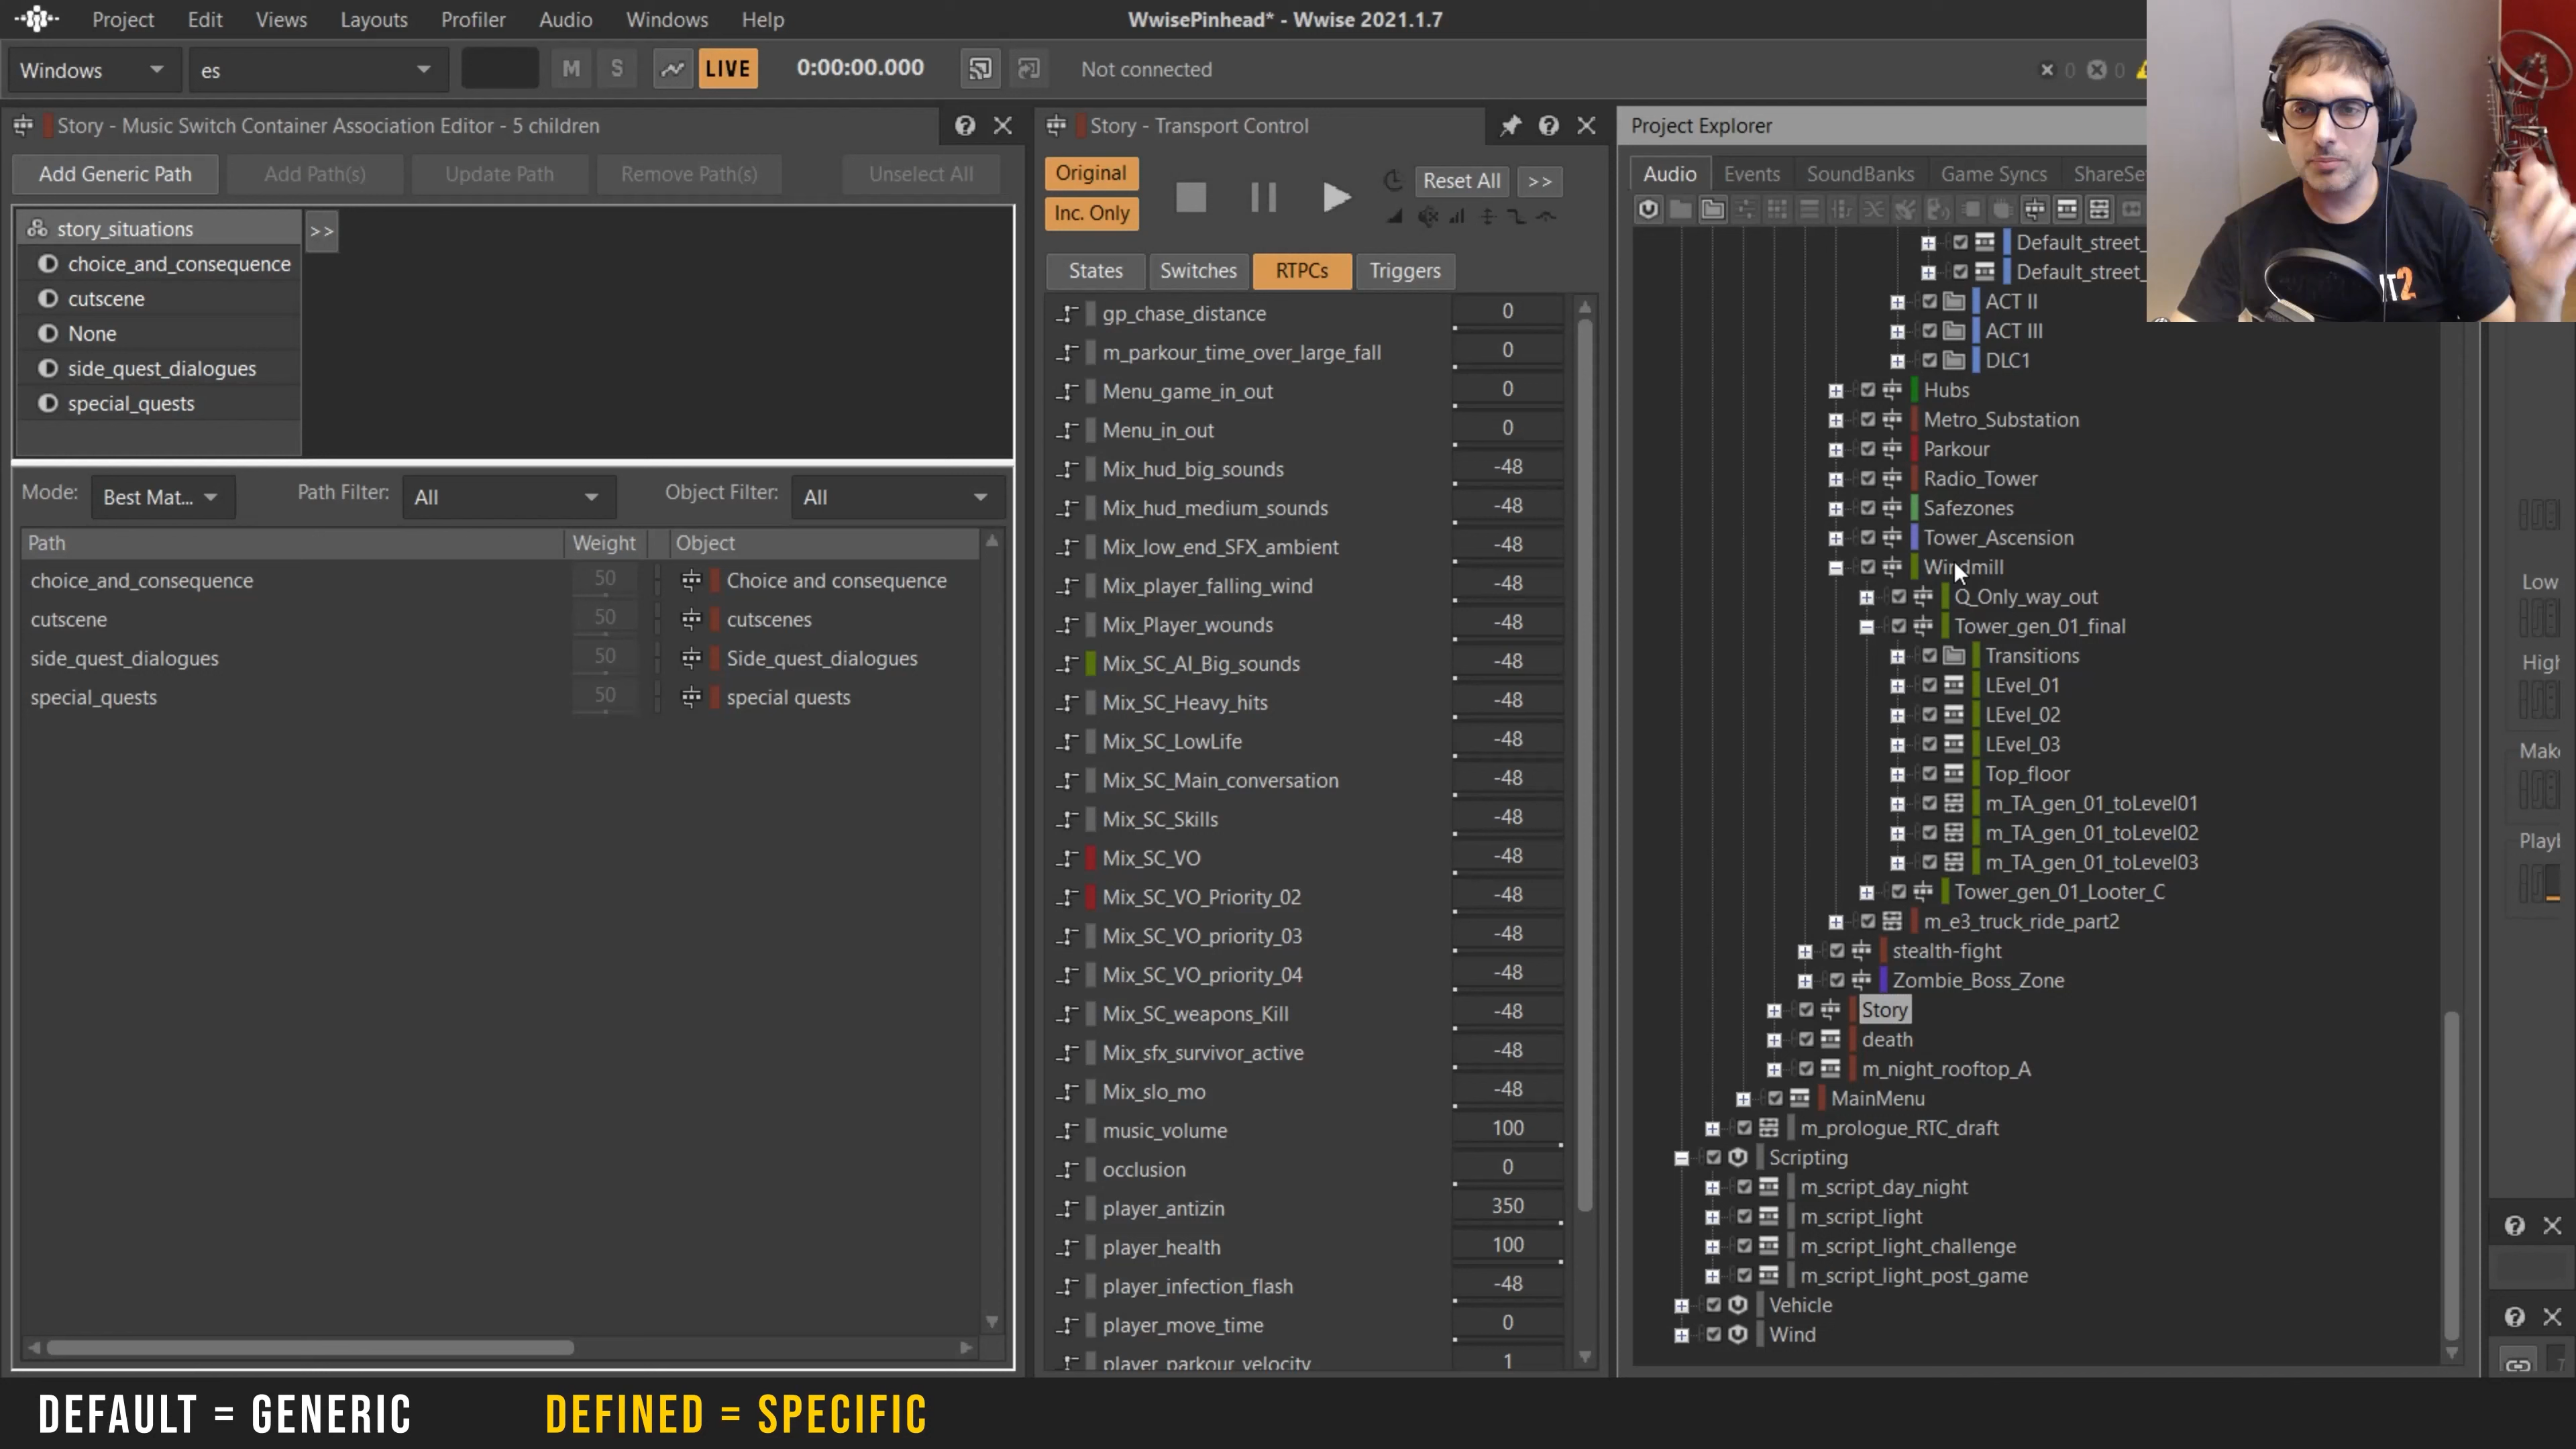 Project Edit Views Layouts Profiler Audio Windows Help
WwisePinhead* - Wwise 2021.1.7
Windows
es
M S
LIVE
0:00:00.000
Not connected
0 0
Story - Music Switch Container Association Editor - 5 children
Add Generic Path
Add Path(s)
Update Path
Remove Path(s)
Unselect All
story_situations
>>
choice_and_consequence
cutscene
None
side_quest_dialogues
special_quests
Mode: Best Mat...
Path Filter: All
Object Filter: All
Path Weight Object
choice_and_consequence 50 Choice and consequence
cutscene 50 cutscenes
side_quest_dialogues 50 Side_quest_dialogues
special_quests 50 special quests
Story - Transport Control
Original
Inc. Only
Reset All >>
States Switches RTPCs Triggers
gp_chase_distance 0
m_parkour_time_over_large_fall 0
Menu_game_in_out 0
Menu_in_out 0
Mix_hud_big_sounds -48
Mix_hud_medium_sounds -48
Mix_low_end_SFX_ambient -48
Mix_player_falling_wind -48
Mix_Player_wounds -48
Mix_SC_AI_Big_sounds -48
Mix_SC_Heavy_hits -48
Mix_SC_LowLife -48
Mix_SC_Main_conversation -48
Mix_SC_Skills -48
Mix_SC_VO -48
Mix_SC_VO_Priority_02 -48
Mix_SC_VO_priority_03 -48
Mix_SC_VO_priority_04 -48
Mix_SC_weapons_Kill -48
Mix_sfx_survivor_active -48
Mix_slo_mo -48
music_volume 100
occlusion 0
player_antizin 350
player_health 100
player_infection_flash -48
player_move_time 0
player_parkour_velocity 1
Project Explorer
Audio Events SoundBanks Game Syncs ShareSe
Default_street_
Default_street_
ACT II
ACT III
DLC1
Hubs
Metro_Substation
Parkour
Radio_Tower
Safezones
Tower_Ascension
Windmill
Q_Only_way_out
Tower_gen_01_final
Transitions
LEvel_01
LEvel_02
LEvel_03
Top_floor
m_TA_gen_01_toLevel01
m_TA_gen_01_toLevel02
m_TA_gen_01_toLevel03
Tower_gen_01_Looter_C
m_e3_truck_ride_part2
stealth-fight
Zombie_Boss_Zone
Story
death
m_night_rooftop_A
MainMenu
m_prologue_RTC_draft
Scripting
m_script_day_night
m_script_light
m_script_light_challenge
m_script_light_post_game
Vehicle
Wind
Low
High
Make
Playl
IT2
DEFAULT = GENERIC
DEFINED = SPECIFIC